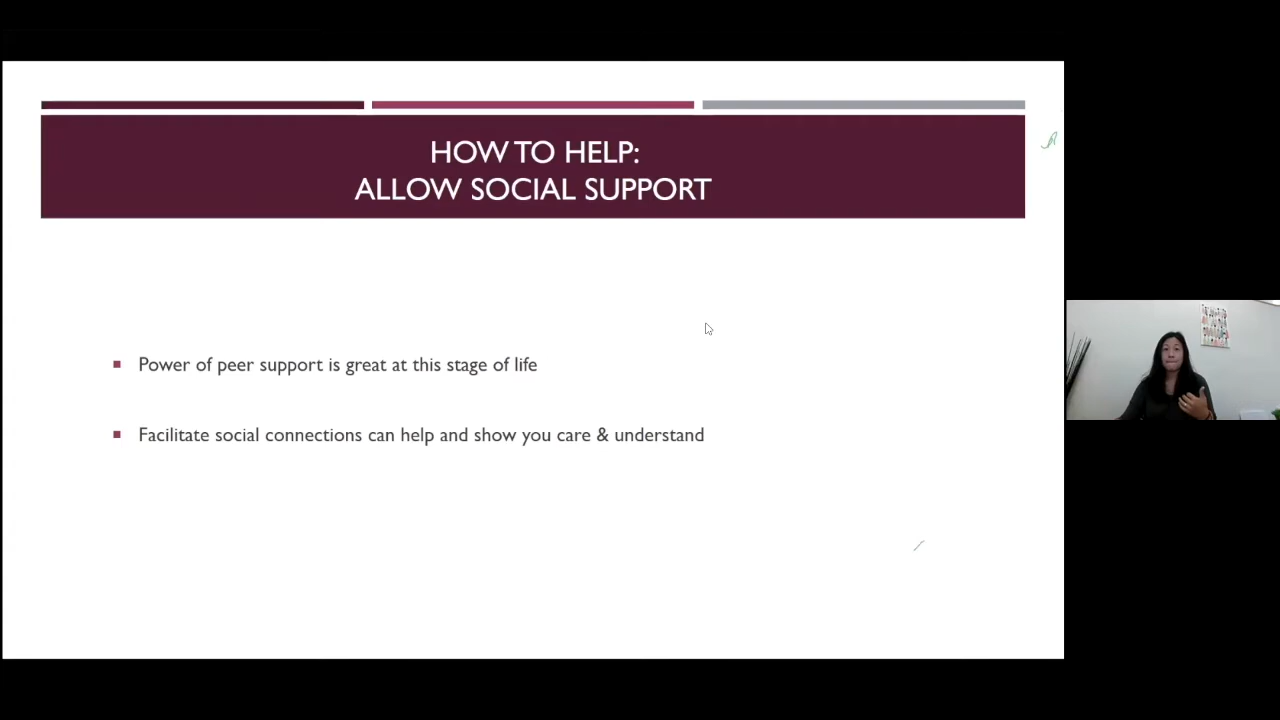 HOW TO HELP:
ALLOW SOCIAL SUPPORT
Power of peer support is great at this stage of life
Facilitate social connections can help and show you care & understand